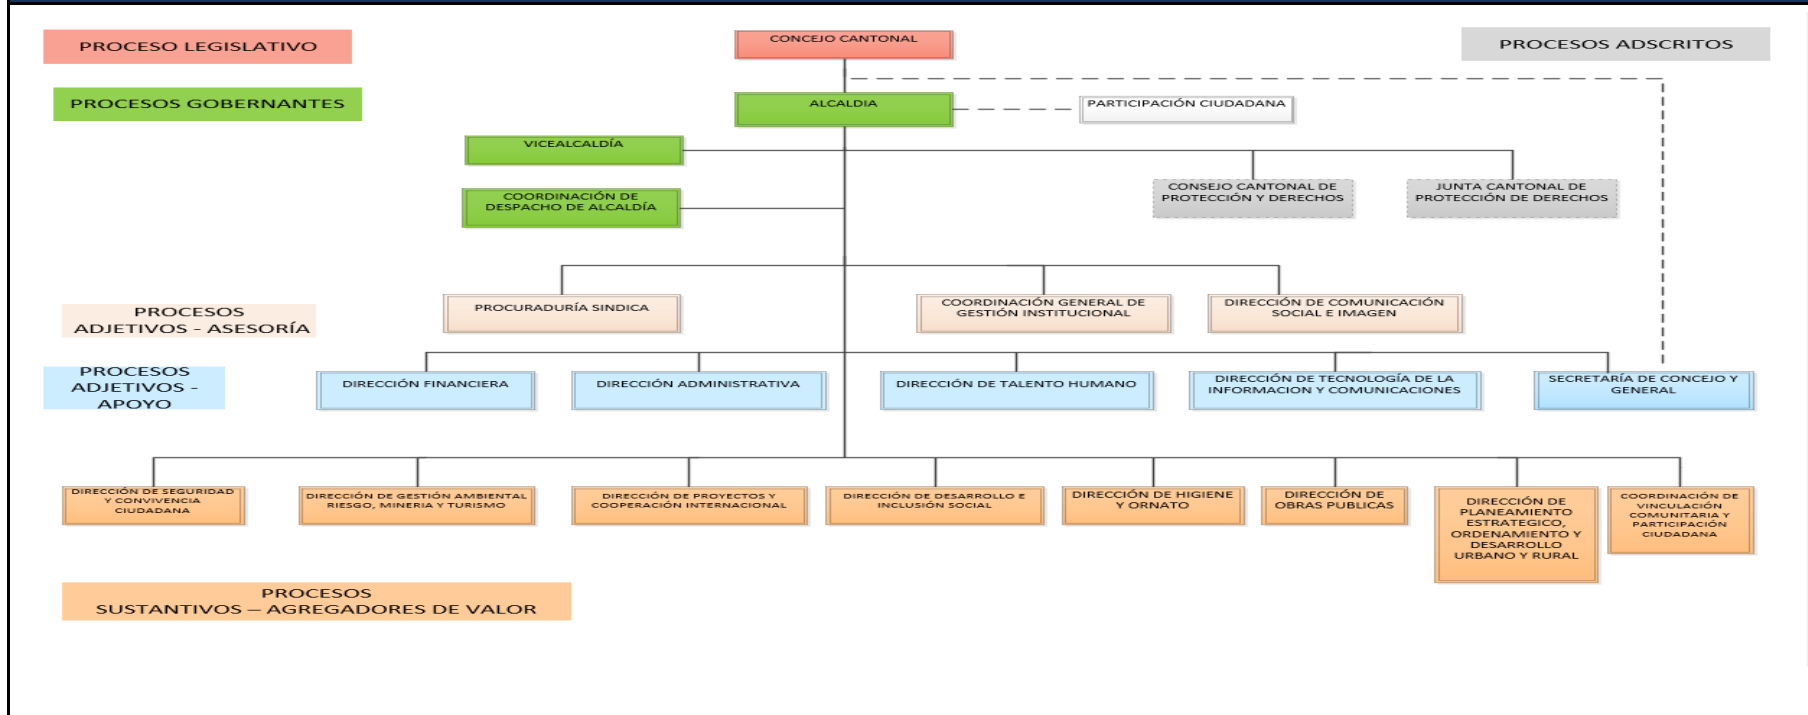 PROCESO LEGISLATIVO
CONCEJO CANTONAL
PROCESOS ADSCRITOS
PROCESOS GOBERNANTES
ALCALDIA
PARTICIPACIÓN CIUDADANA
VICEALCALDÍA
COORDINACIÓN DE
DESPACHO DE ALCALDÍA
CONSEJO CANTONAL DE
PROTECCIÓN Y DERECHOS
JUNTA CANTONAL DE
PROTECCIÓN DE DERECHOS
PROCESOS
ADJETIVOS - ASESORÍA
PROCURADURÍA SINDICA
COORDINACIÓN GENERAL DE
GESTIÓN INSTITUCIONAL
DIRECCIÓN DE COMUNICACIÓN
SOCIAL E IMAGEN
PROCESOS
ADJETIVOS -
APOYO
DIRECCIÓN FINANCIERA
DIRECCIÓN ADMINISTRATIVA
DIRECCIÓN DE TALENTO HUMANO
DIRECCIÓN DE TECNOLOGÍA DE LA
INFORMACION Y COMUNICACIONES
SECRETARÍA DE CONCEJO Y
GENERAL
DIRECCIÓN DE SEGURIDAD
Y CONVIVENCIA
CIUDADANA
DIRECCIÓN DE GESTIÓN AMBIENTAL
RIESGO, MINERIA Y TURISMO
DIRECCIÓN DE PROYECTOS Y
COOPERACIÓN INTERNACIONAL
DIRECCIÓN DE DESARROLLO E
INCLUSIÓN SOCIAL
DIRECCIÓN DE HIGIENE
Y ORNATO
DIRECCIÓN DE
OBRAS PUBLICAS
DIRECCIÓN DE
PLANEAMIENTO
ESTRATEGICO,
ORDENAMIENTO Y
DESARROLLO
URBANO Y RURAL
COORDINACIÓN DE
VINCULACIÓN
COMUNITARIA Y
PARTICIPACIÓN
CIUDADANA
PROCESOS
SUSTANTIVOS – AGREGADORES DE VALOR